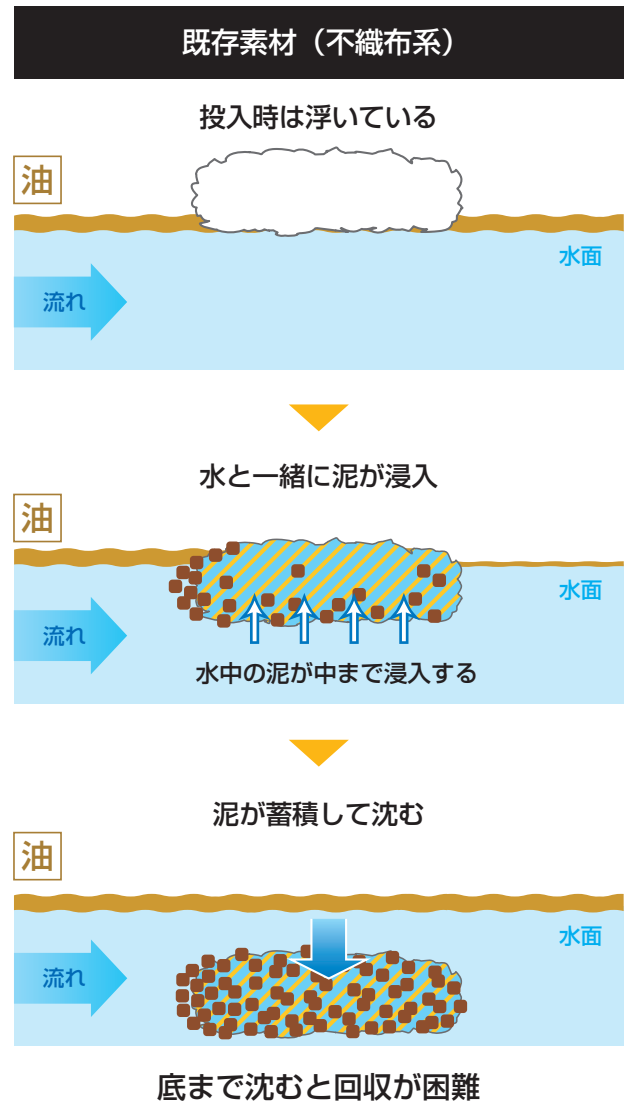 既存素材（不織布系）
投入時は浮いている
油
水面
流れ
水と一緒に泥が浸入
油
水面
流れ
水中の泥が中まで浸入する
泥が蓄積して沈む
油
水面
流れ
底まで沈むと回収が困難